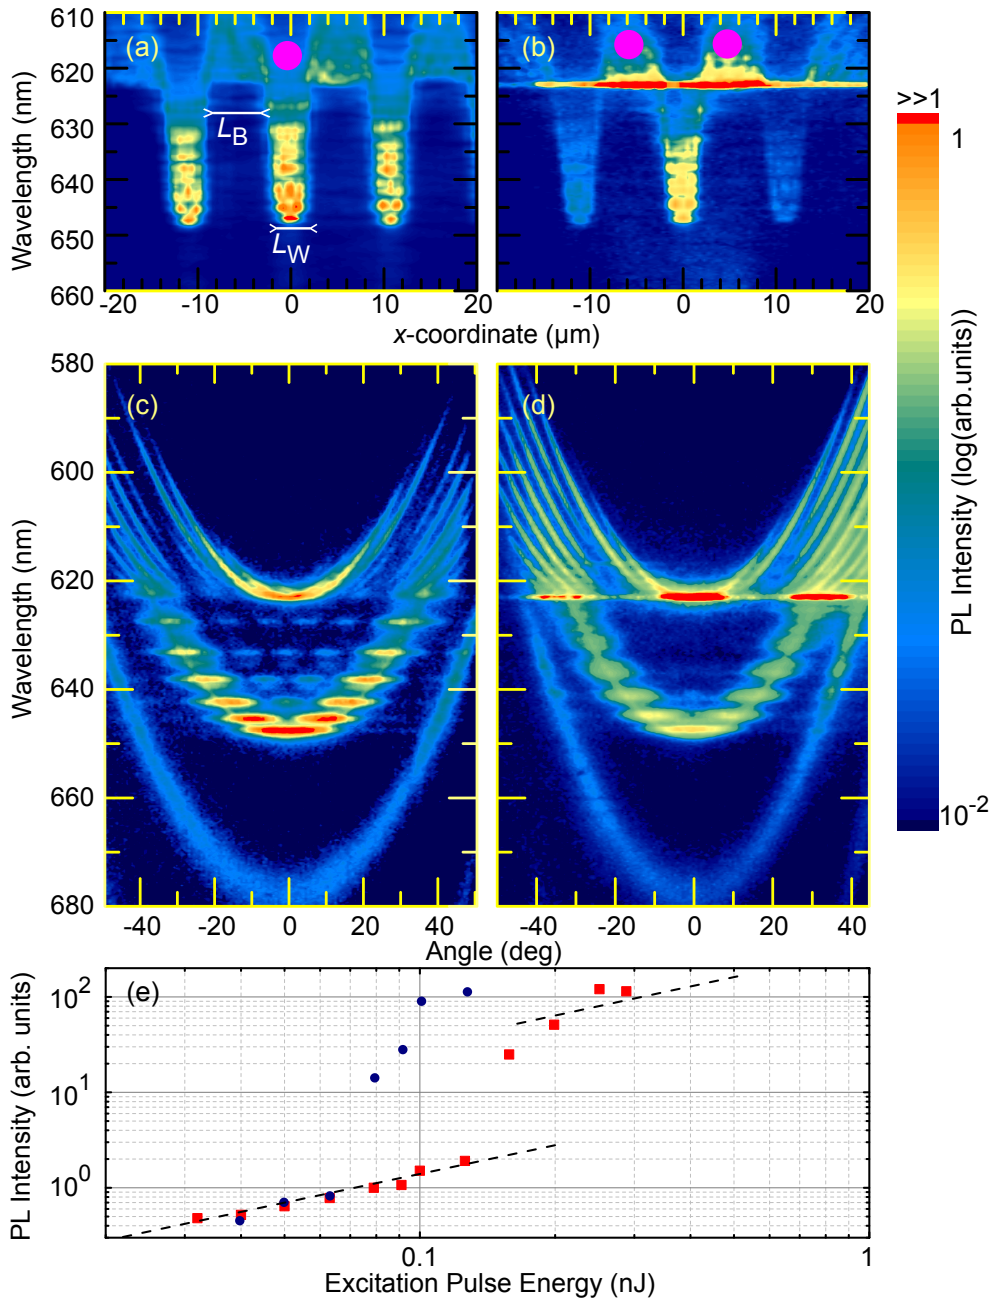 610
620
630
640
650
660
Wavelength (nm)
(a)
L_B
L_W
(b)
-20
-10
0
10
20
-10
0
10
20
x-coordinate (µm)
>>1
1
10^-2
PL Intensity (log(arb.units))
580
600
620
640
660
680
Wavelength (nm)
(c)
(d)
-40
-20
0
20
40
-40
-20
0
20
40
Angle (deg)
10^2
10^1
10^0
PL Intensity (arb. units)
(e)
0.1
1
Excitation Pulse Energy (nJ)